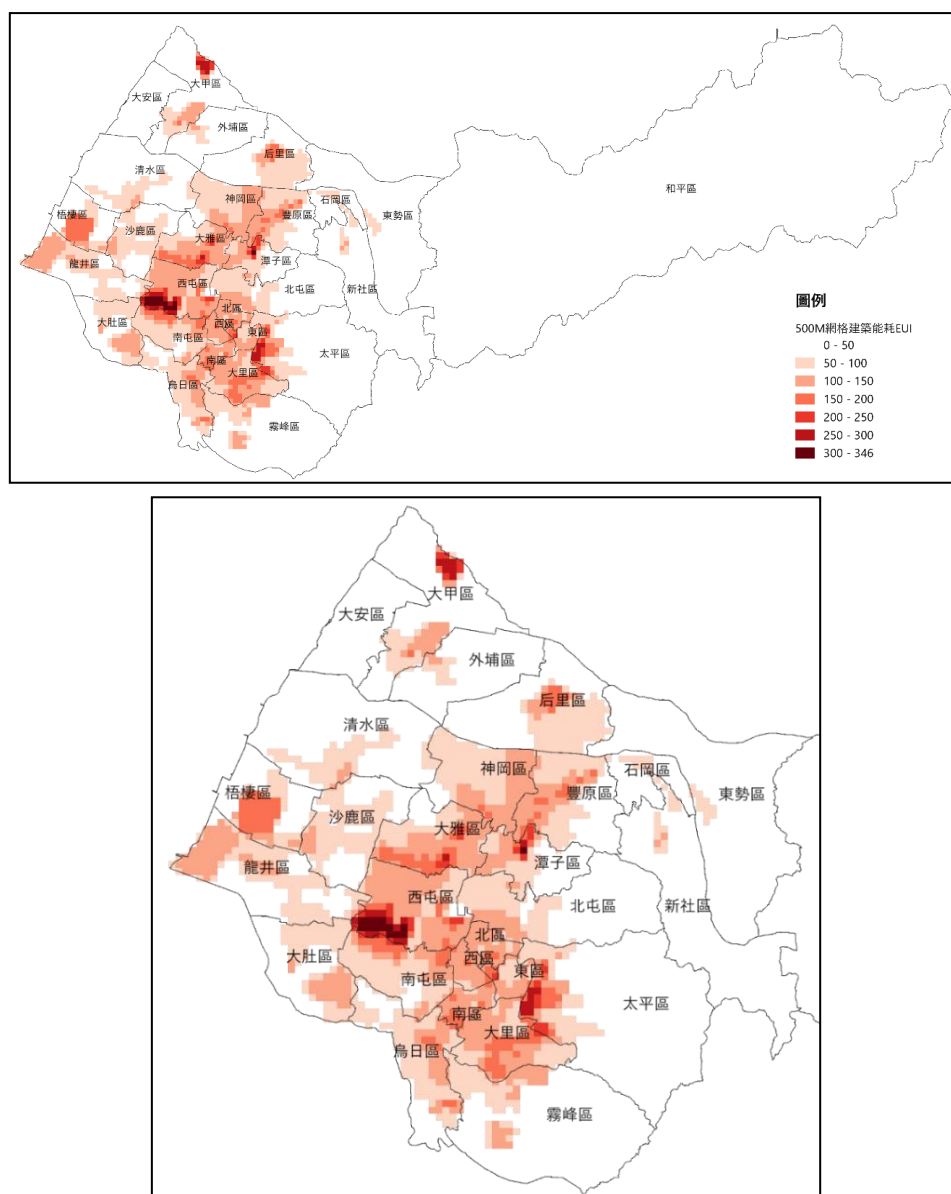 大甲區
大安區
外埔區
后里區
清水區
和平區
神岡區
石岡區
豐原區
東勢區
梧棲區
沙鹿區
大雅區
潭子區
龍井區
西屯區
北屯區
新社區
北區
大肚區
西區
東區
南屯區
太平區
南區
大里區
烏日區
霧峰區
圖例
500M網格建築能耗EUI
0 - 50
50 - 100
100 - 150
150 - 200
200 - 250
250 - 300
300 - 346
大甲區
大安區
外埔區
后里區
清水區
神岡區
石岡區
梧棲區
豐原區
東勢區
沙鹿區
大雅區
龍井區
潭子區
西屯區
北屯區
新社區
北區
大肚區
西區
東區
南屯區
太平區
南區
大里區
烏日區
霧峰區